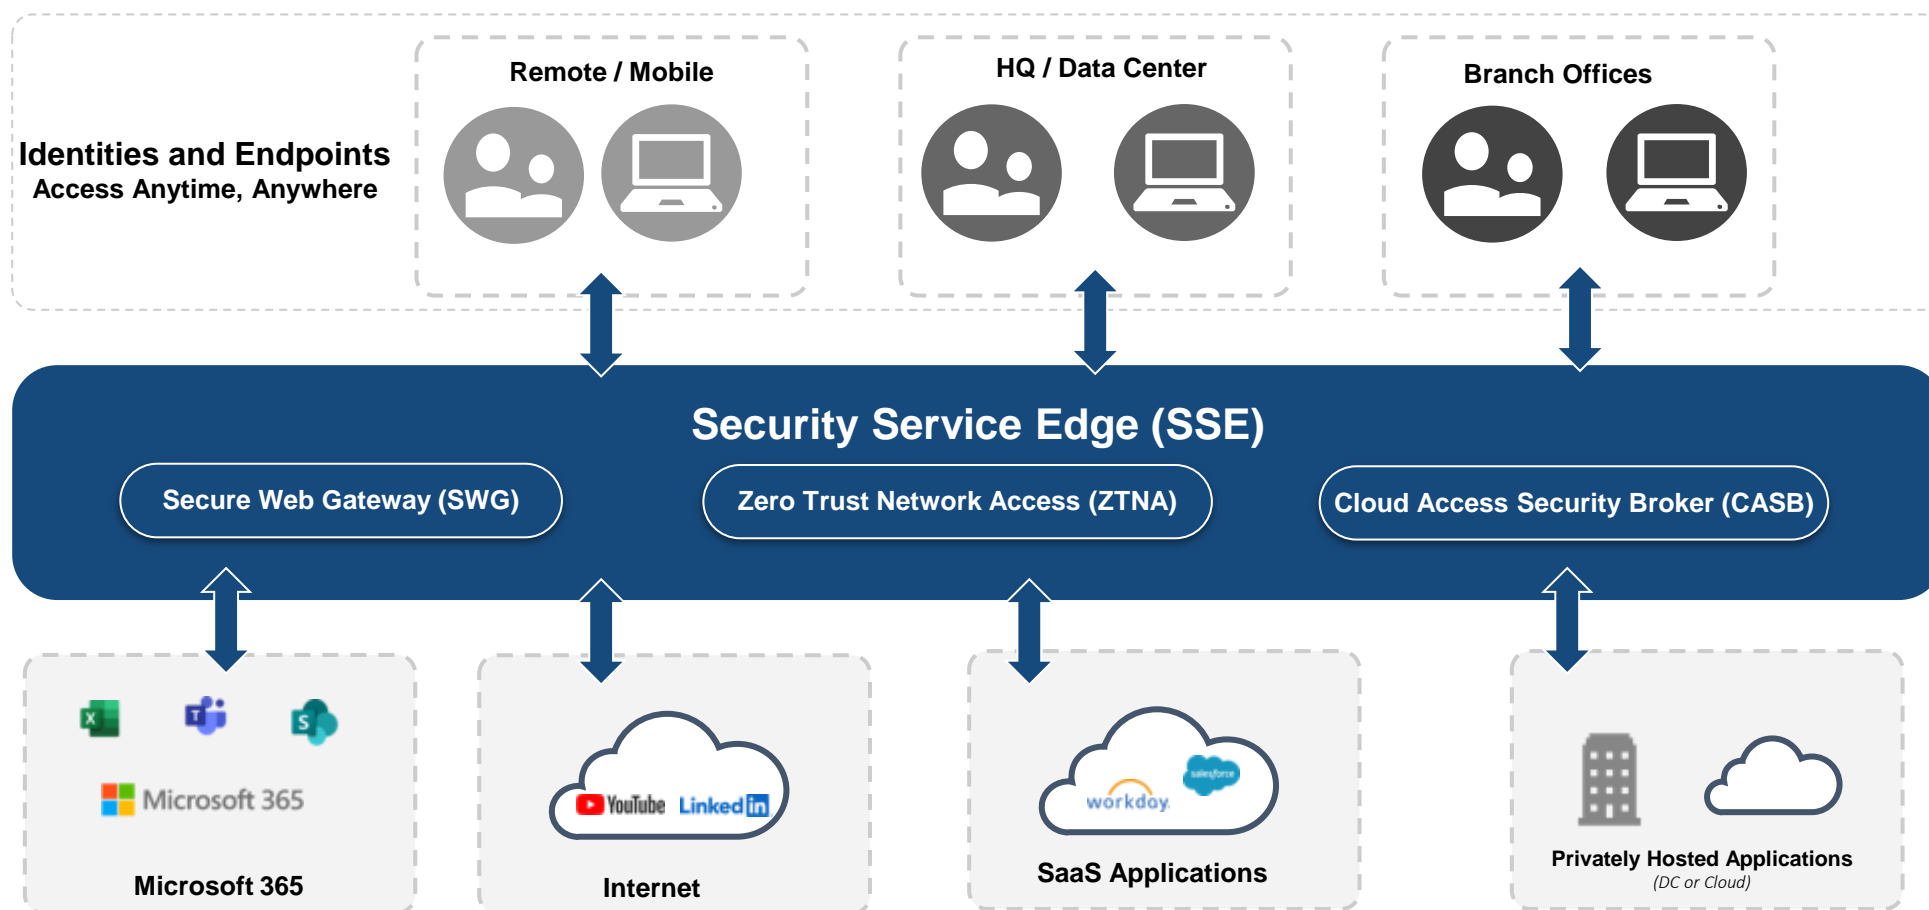 Remote / Mobile
HQ / Data Center
Branch Offices
Identities and Endpoints
Access Anytime, Anywhere
Security Service Edge (SSE)
Secure Web Gateway (SWG)
Zero Trust Network Access (ZTNA)
Cloud Access Security Broker (CASB)
X
T
S
Microsoft 365
YouTube
Linked in
workday.
salesforce
Microsoft 365
Internet
SaaS Applications
Privately Hosted Applications
(DC or Cloud)